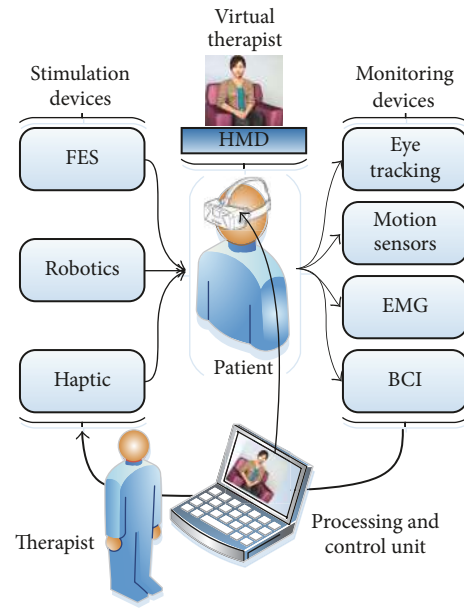 Virtual
therapist
Stimulation
devices
Monitoring
devices
HMD
FES
Robotics
Haptic
Eye
tracking
Motion
sensors
EMG
BCI
Patient
Therapist
Processing and
control unit